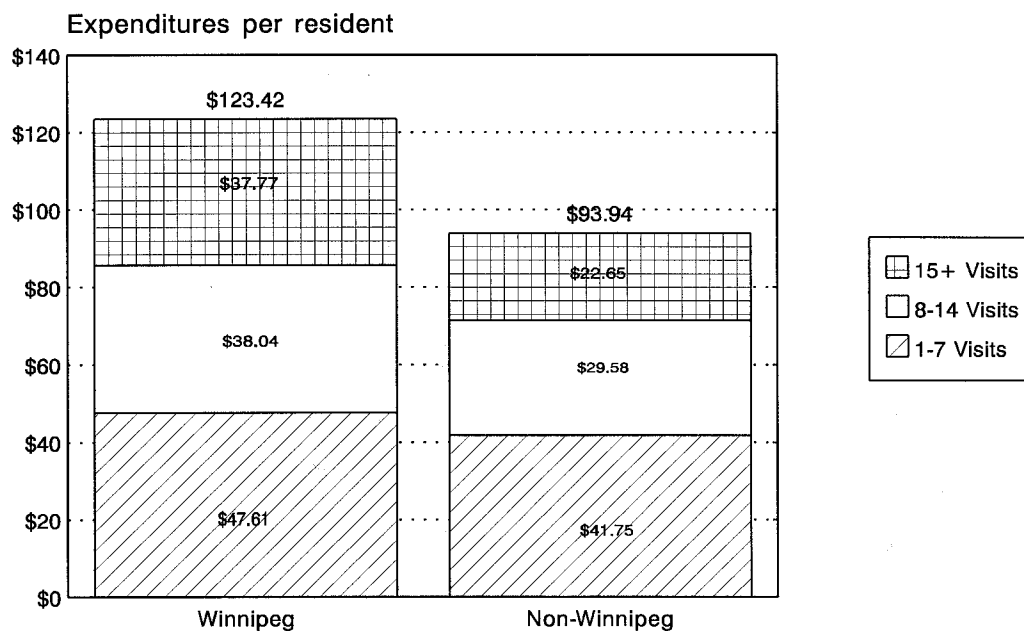 Expenditures per resident
$140
$120
$100
$80
$60
$40
$20
$0
$123.42
$37.77
$38.04
$47.61
$93.94
$22.65
$29.58
$41.75
Winnipeg
Non-Winnipeg
15+ Visits
8-14 Visits
1-7 Visits